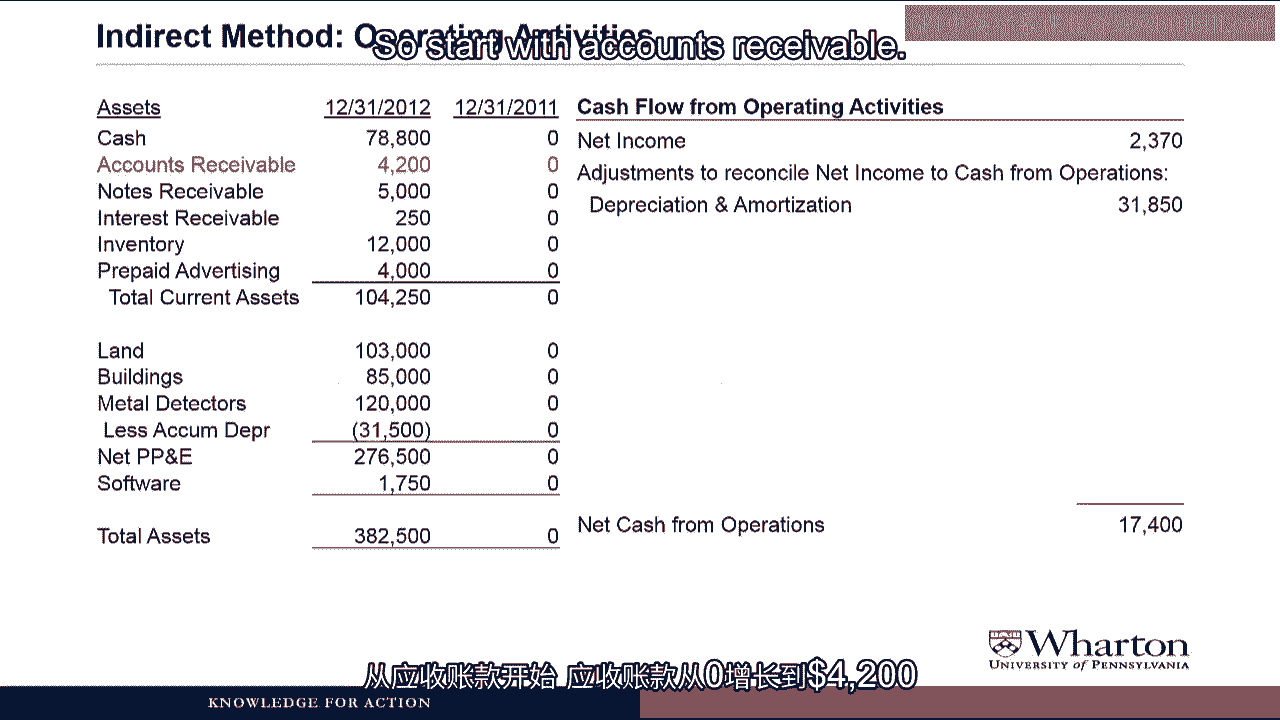 Indirect Method: Operating Activities
So start with accounts receivable.
Assets 12/31/2012 12/31/2011
Cash 78,800 0
Accounts Receivable 4,200 0
Notes Receivable 5,000 0
Interest Receivable 250 0
Inventory 12,000 0
Prepaid Advertising 4,000 0
Total Current Assets 104,250 0
Land 103,000 0
Buildings 85,000 0
Metal Detectors 120,000 0
Less Accum Depr (31,500) 0
Net PP&E 276,500 0
Software 1,750 0
Total Assets 382,500 0
Cash Flow from Operating Activities
Net Income 2,370
Adjustments to reconcile Net Income to Cash from Operations:
Depreciation & Amortization 31,850
Net Cash from Operations 17,400
Wharton
UNIVERSITY of PENNSYLVANIA
从应收账款开始 应收账款从0增长到$4,200
KNOWLEDGE FOR ACTION